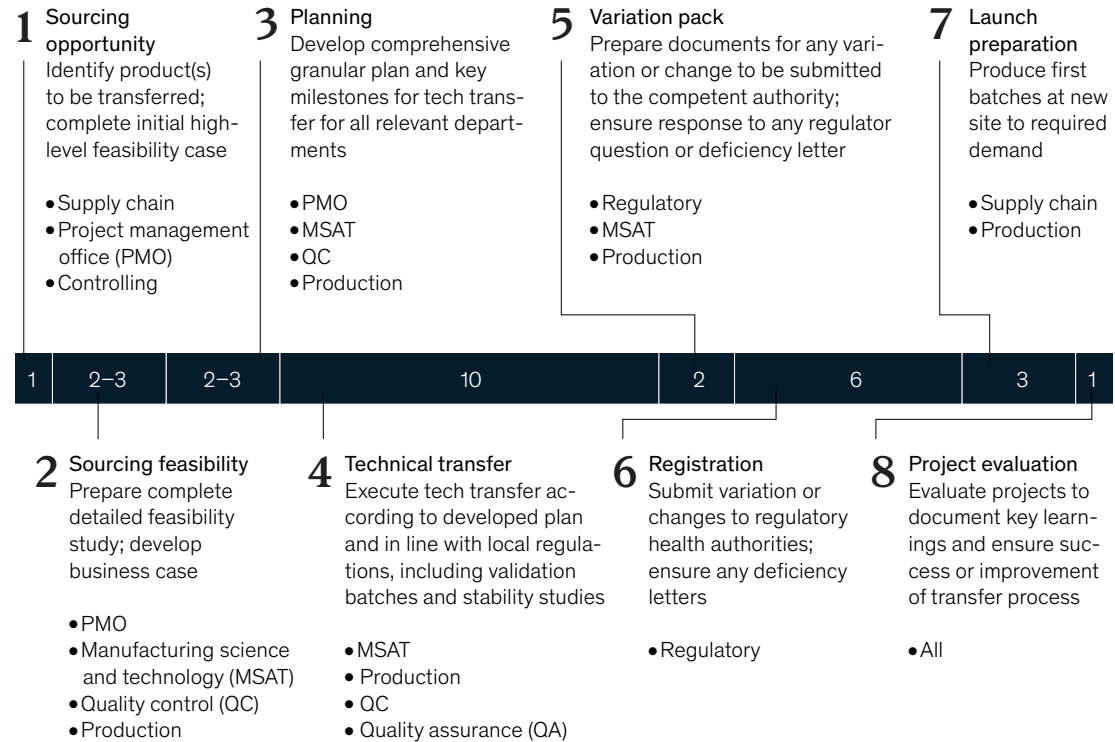 1 Sourcing
opportunity
Identify product(s)
to be transferred;
complete initial high-
level feasibility case
• Supply chain
• Project management
office (PMO)
• Controlling
3 Planning
Develop comprehensive
granular plan and key
milestones for tech trans-
fer for all relevant depart-
ments
• PMO
• MSAT
• QC
• Production
5 Variation pack
Prepare documents for any vari-
ation or change to be submitted
to the competent authority;
ensure response to any regulator
question or deficiency letter
• Regulatory
• MSAT
• Production
7 Launch
preparation
Produce first
batches at new
site to required
demand
• Supply chain
• Production
1 2–3 2–3 10 2 6 3 1
2 Sourcing feasibility
Prepare complete
detailed feasibility
study; develop
business case
• PMO
• Manufacturing science
and technology (MSAT)
• Quality control (QC)
• Production
4 Technical transfer
Execute tech transfer ac-
cording to developed plan
and in line with local regula-
tions, including validation
batches and stability studies
• MSAT
• Production
• QC
• Quality assurance (QA)
6 Registration
Submit variation or
changes to regulatory
health authorities;
ensure any deficiency
letters
• Regulatory
8 Project evaluation
Evaluate projects to
document key learn-
ings and ensure suc-
cess or improvement
of transfer process
• All